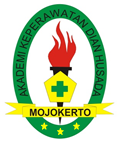 AKADEMI KEPERAWATAN DIAN HUSADA
MOJOKERTO